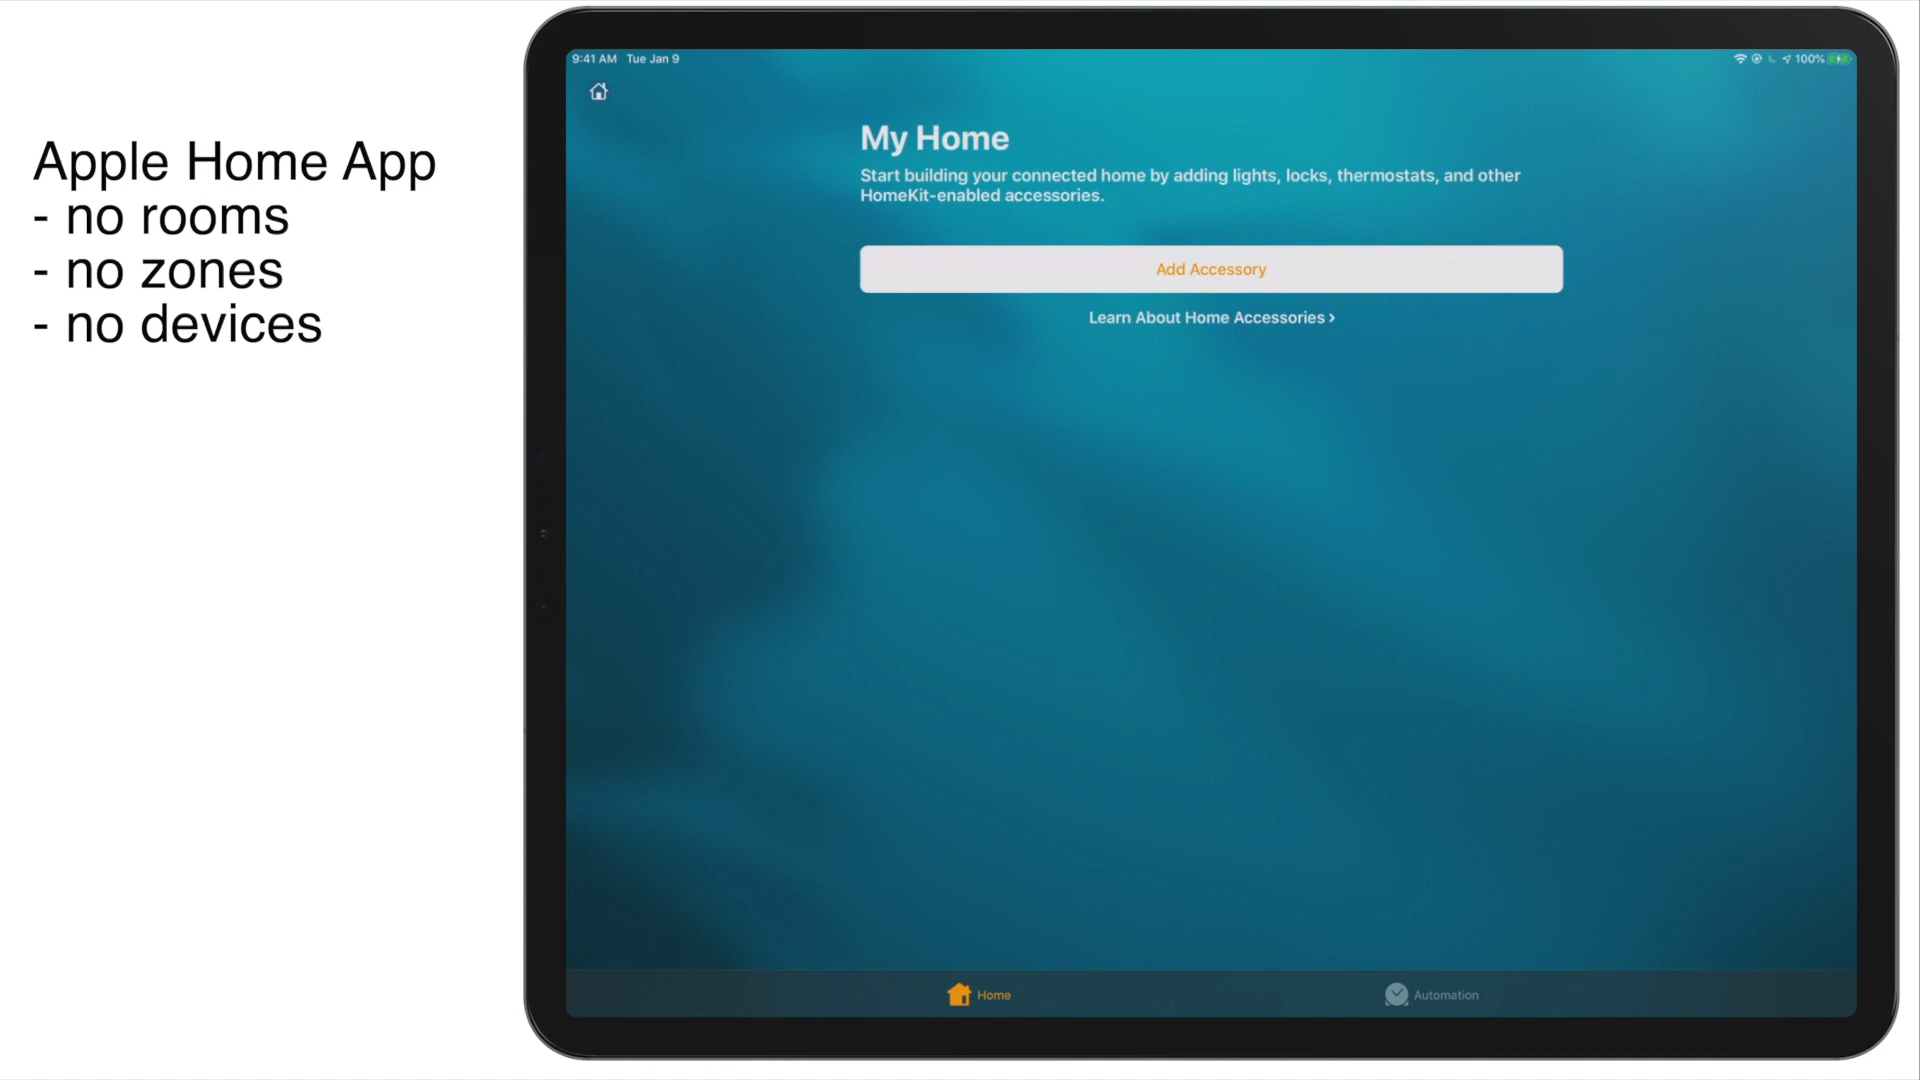 Apple Home App
- no rooms
- no zones
- no devices
9:41 AM Tue Jan 9
100%
My Home
Start building your connected home by adding lights, locks, thermostats, and other
HomeKit-enabled accessories.
Add Accessory
Learn About Home Accessories >
Home
Automation